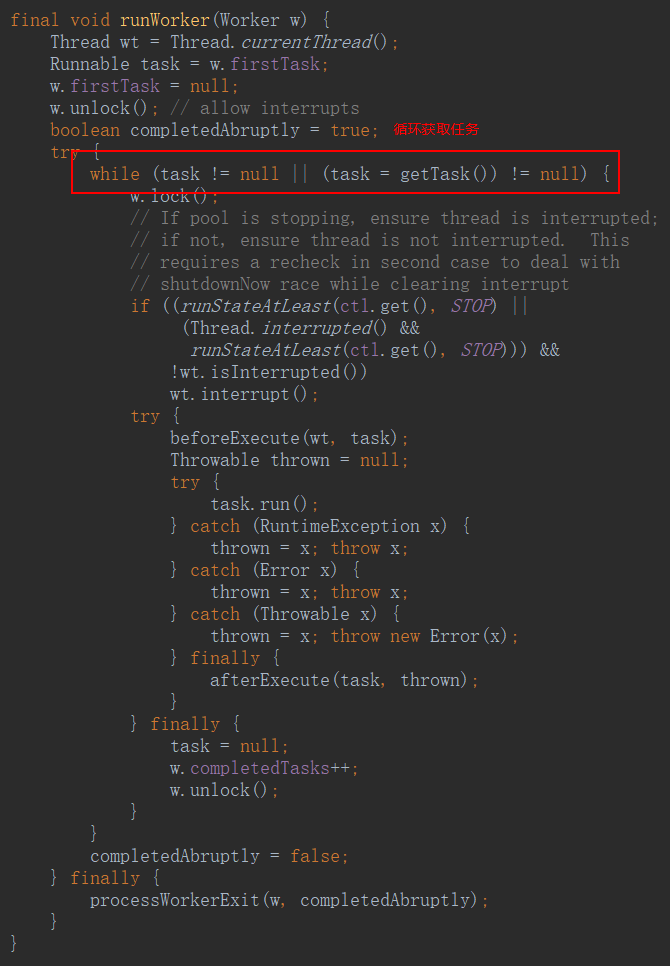 final void runWorker(Worker w) {
    Thread wt = Thread.currentThread();
    Runnable task = w.firstTask;
    w.firstTask = null;
    w.unlock(); // allow interrupts
    boolean completedAbruptly = true; 循环获取任务
    try {
        while (task != null || (task = getTask()) != null) {
            w.lock();
            // If pool is stopping, ensure thread is interrupted;
            // if not, ensure thread is not interrupted.  This
            // requires a recheck in second case to deal with
            // shutdownNow race while clearing interrupt
            if ((runStateAtLeast(ctl.get(), STOP) ||
                 (Thread.interrupted() &&
                  runStateAtLeast(ctl.get(), STOP))) &&
                !wt.isInterrupted())
                wt.interrupt();
            try {
                beforeExecute(wt, task);
                Throwable thrown = null;
                try {
                    task.run();
                } catch (RuntimeException x) {
                    thrown = x; throw x;
                } catch (Error x) {
                    thrown = x; throw x;
                } catch (Throwable x) {
                    thrown = x; throw new Error(x);
                } finally {
                    afterExecute(task, thrown);
                }
            } finally {
                task = null;
                w.completedTasks++;
                w.unlock();
            }
        }
        completedAbruptly = false;
    } finally {
        processWorkerExit(w, completedAbruptly);
    }
}